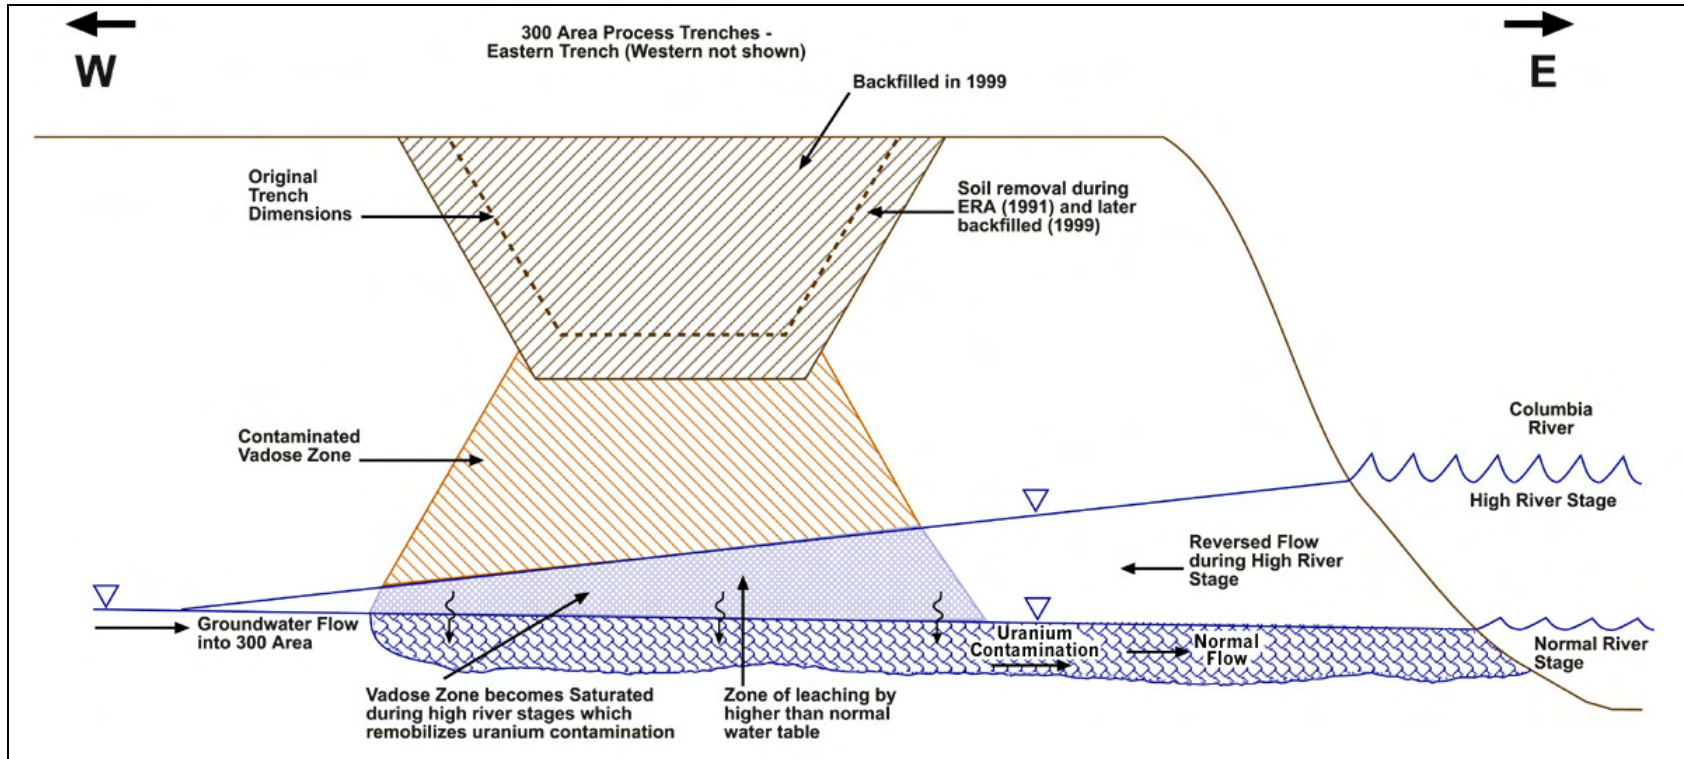 W
E
300 Area Process Trenches -
Eastern Trench (Western not shown)
Backfilled in 1999
Original
Trench
Dimensions
Soil removal during
ERA (1991) and later
backfilled (1999)
Contaminated
Vadose Zone
Columbia
River
High River Stage
Reversed Flow
during High River
Stage
Groundwater Flow
into 300 Area
Uranium
Contamination
Normal
Flow
Normal River
Stage
Vadose Zone becomes Saturated
during high river stages which
remobilizes uranium contamination
Zone of leaching by
higher than normal
water table